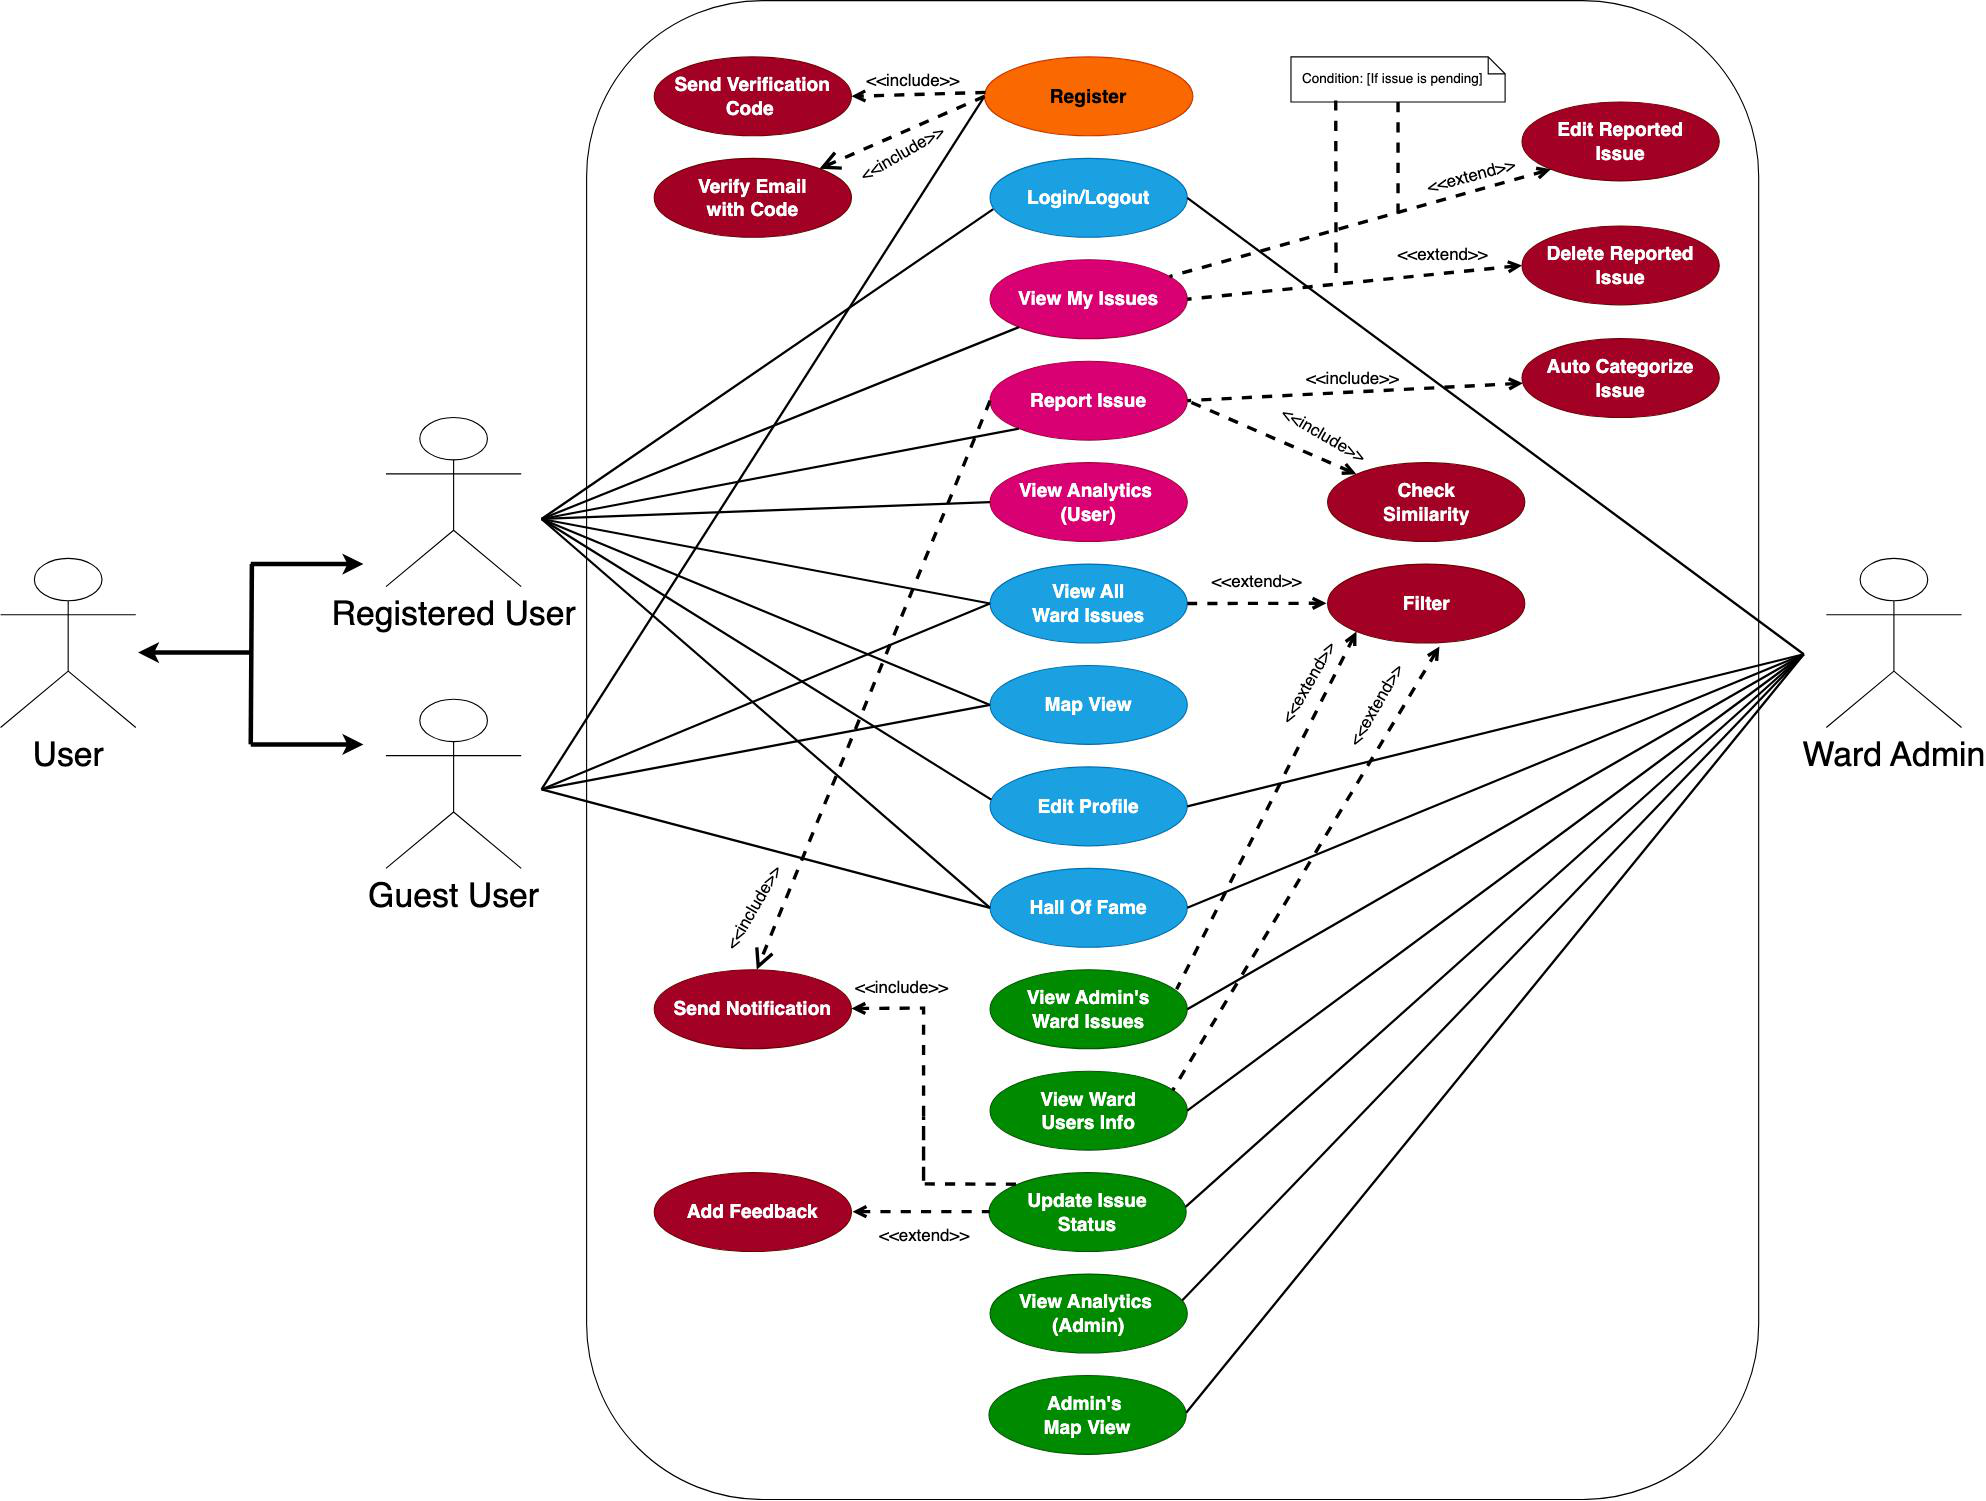 Send Verification
Code
<<include>>
Register
Condition: [If issue is pending]
Edit Reported
Issue
<<include>>
Verify Email
with Code
Login/Logout
<<extend>>
View My Issues
<<extend>>
Delete Reported
Issue
Report Issue
<<include>>
Auto Categorize
Issue
<<include>>
View Analytics
(User)
Check
Similarity
Registered User
View All
Ward Issues
<<extend>>
Filter
User
Map View
<<extend>>
<<extend>>
Ward Admin
Edit Profile
Guest User
Hall Of Fame
<<include>>
Send Notification
<<include>>
View Admin's
Ward Issues
View Ward
Users Info
Add Feedback
<<extend>>
Update Issue
Status
View Analytics
(Admin)
Admin's
Map View